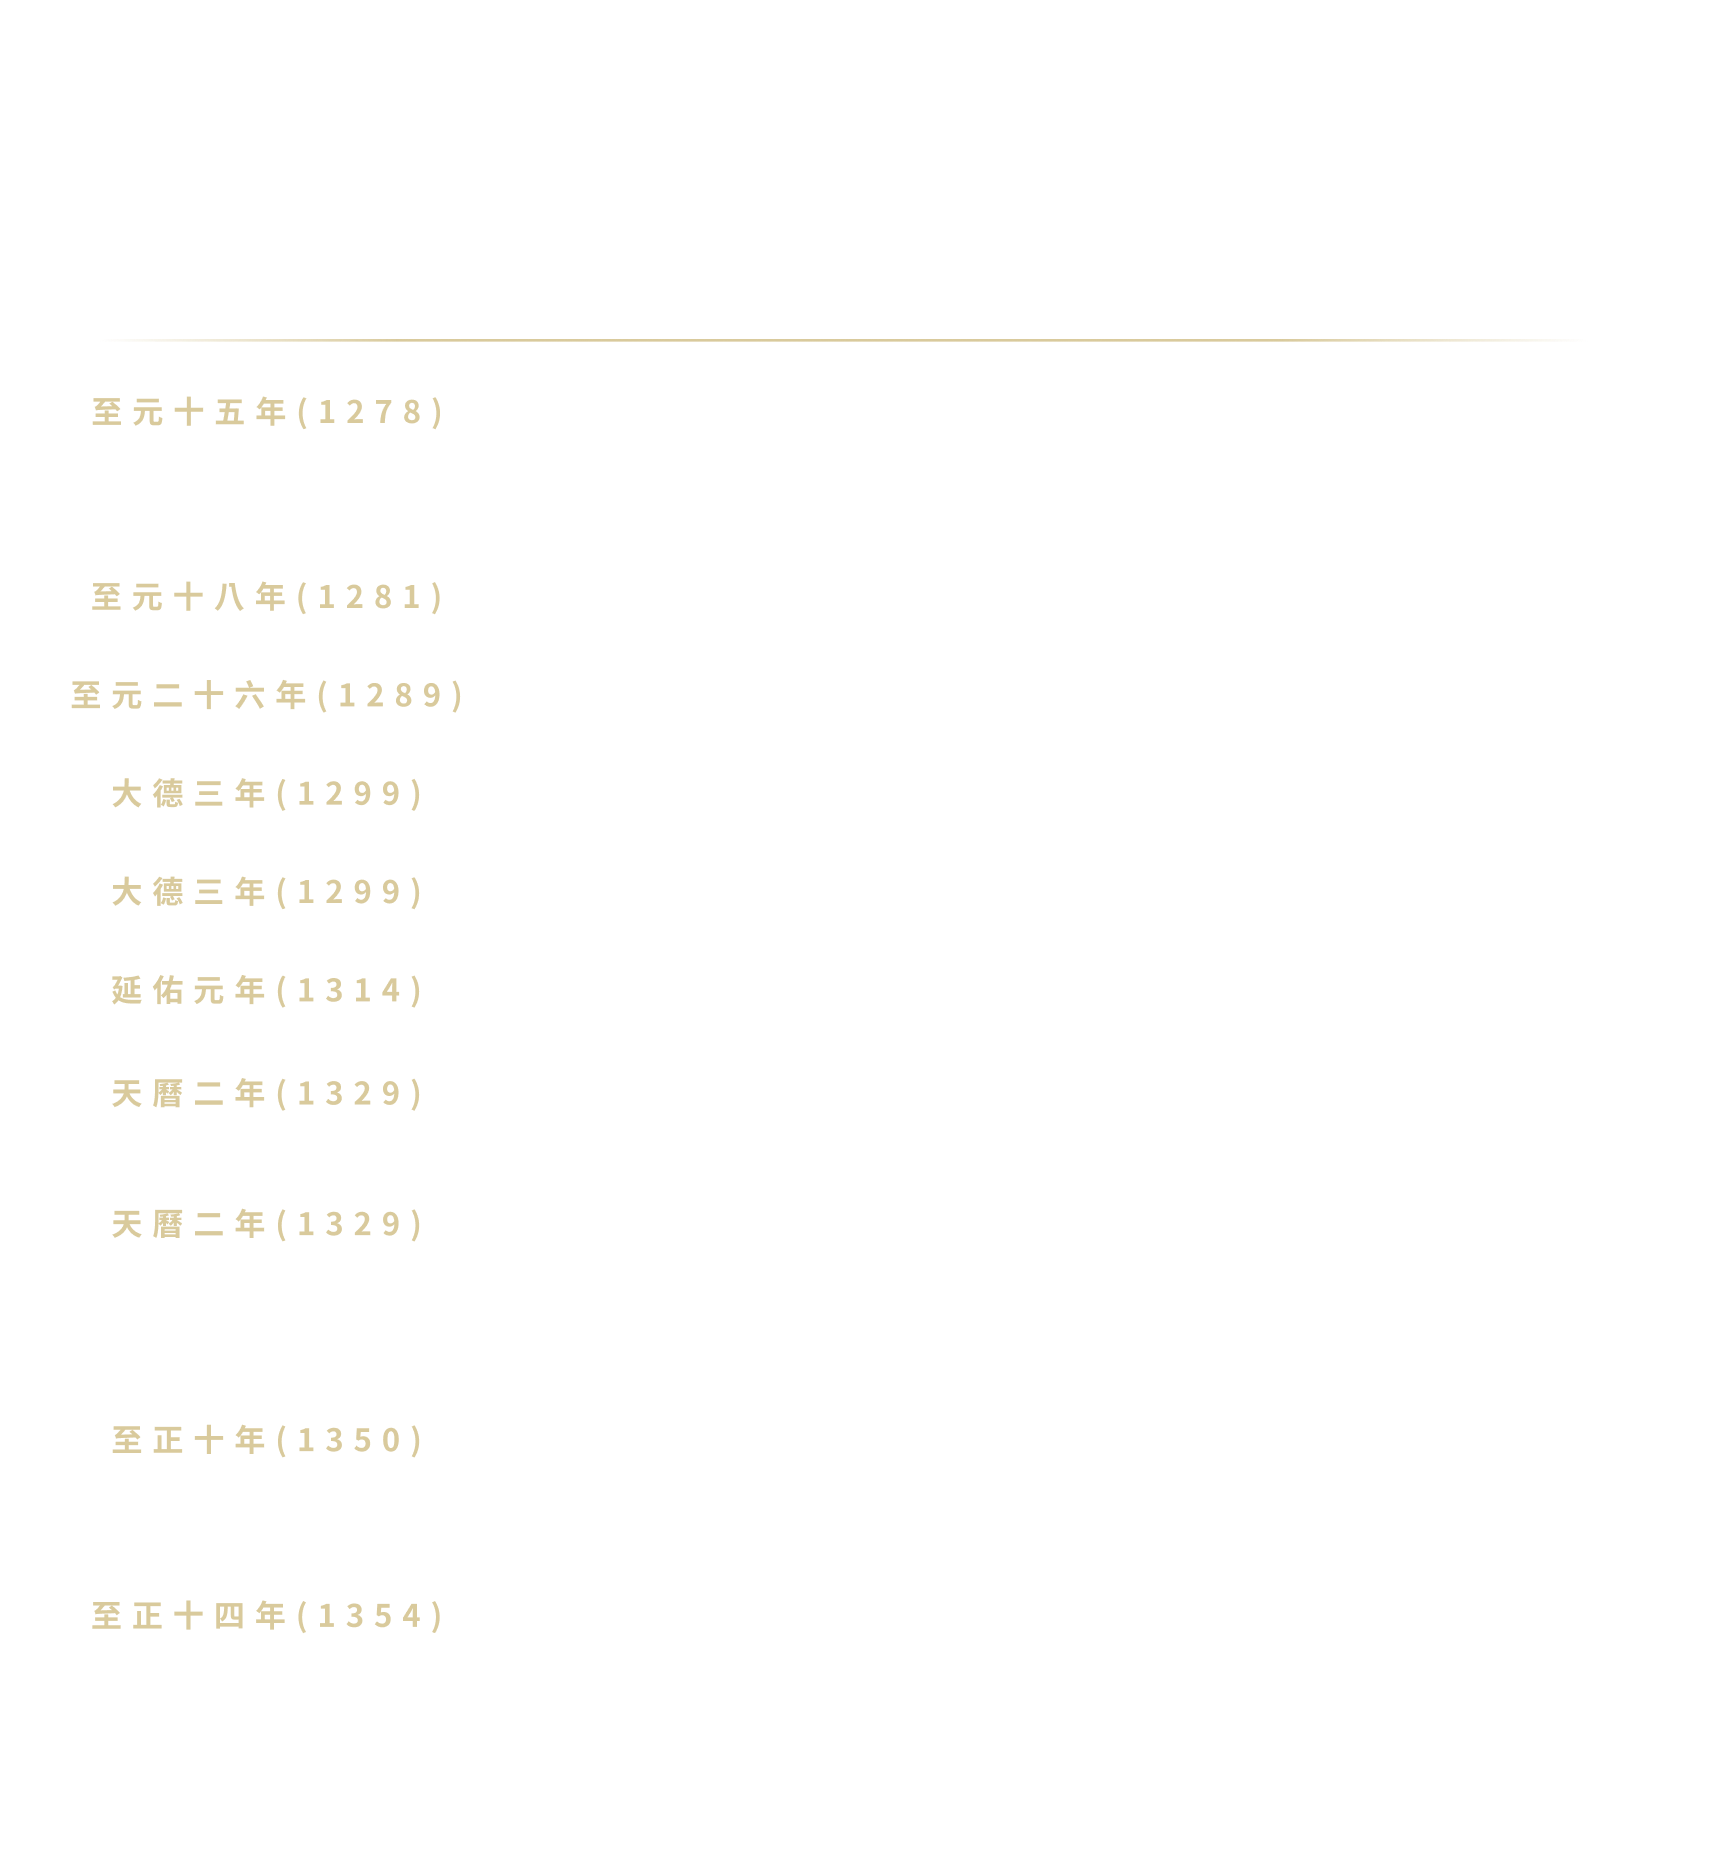 至元十五年(1278)
至元十八年(1281)
至元二十六年(1289)
大德三年(1299)
大德三年(1299)
延佑元年(1314)
天曆二年(1329)
天曆二年(1329)
至正十年(1350)
至正十四年(1354)